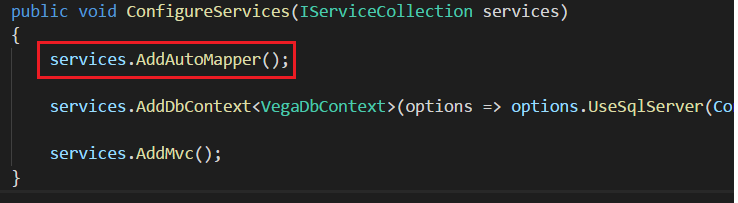 public void ConfigureServices(IServiceCollection services)
{
services.AddAutoMapper();
services.AddDbContext<VegaDbContext>(options => options.UseSqlServer(Co
services.AddMvc();
}